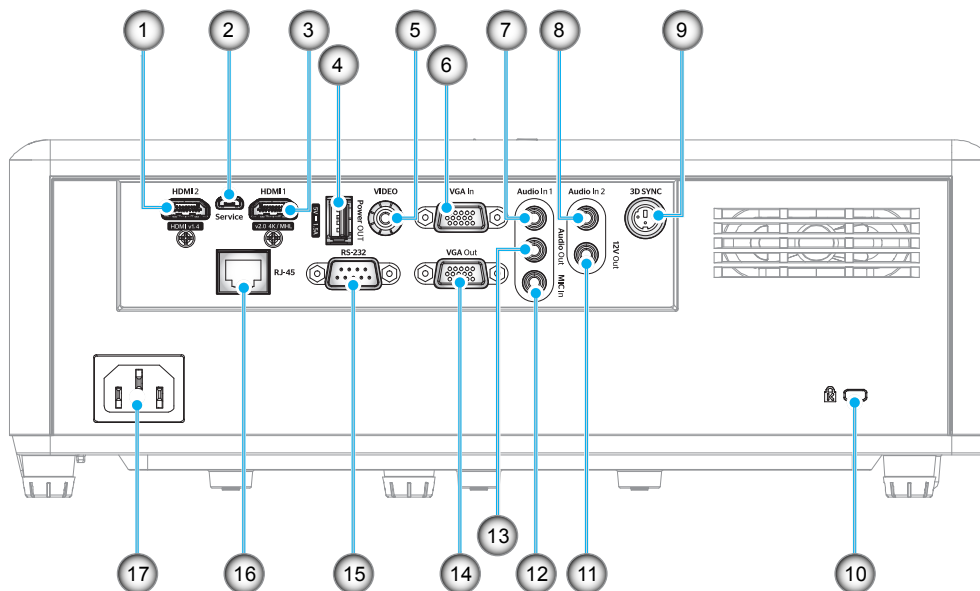 1
2
3
4
5
6
7
8
9
HDMI 2
HDMI 1
VIDEO
VGA In
Audio In 1
Audio In 2
3D SYNC
Service
HDMI v1.4
v2.0 4K / MHL
5V ⎓ 1.5A
Power OUT
RJ-45
RS-232
VGA Out
Audio Out
12V Out
MIC In
10
11
12
13
14
15
16
17